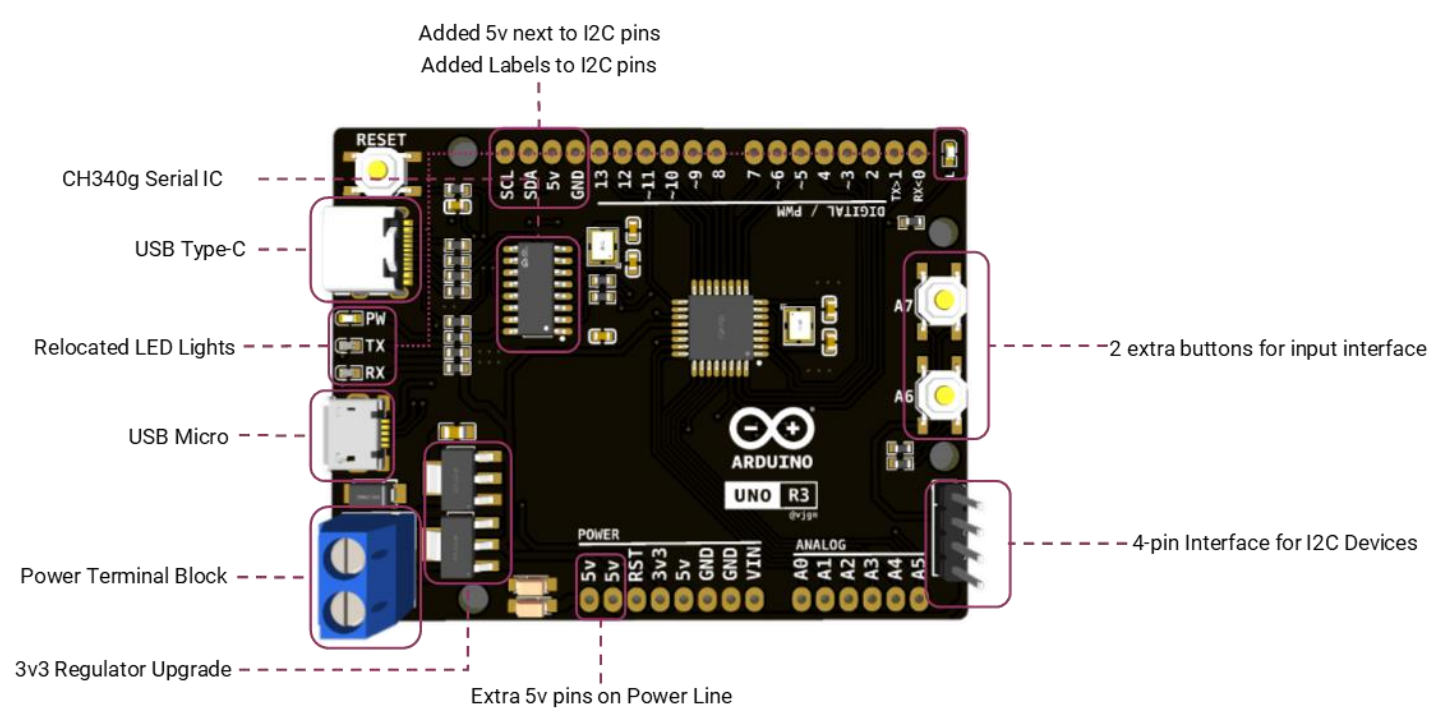 Added 5v next to I2C pins
Added Labels to I2C pins
RESET
CH340g Serial IC
SCL
SDA
5v
GND
13
12
~11
~10
~9
8
7
~6
~5
4
~3
2
TX>1
RX<0
L
DIGITAL / PWM
USB Type-C
PW
TX
RX
Relocated LED Lights
A7
A6
2 extra buttons for input interface
USB Micro
ARDUINO
UNO R3
@vjgn
POWER
5v
5v
RST
3v3
5v
GND
GND
VIN
ANALOG
A0
A1
A2
A3
A4
A5
4-pin Interface for I2C Devices
Power Terminal Block
3v3 Regulator Upgrade
Extra 5v pins on Power Line